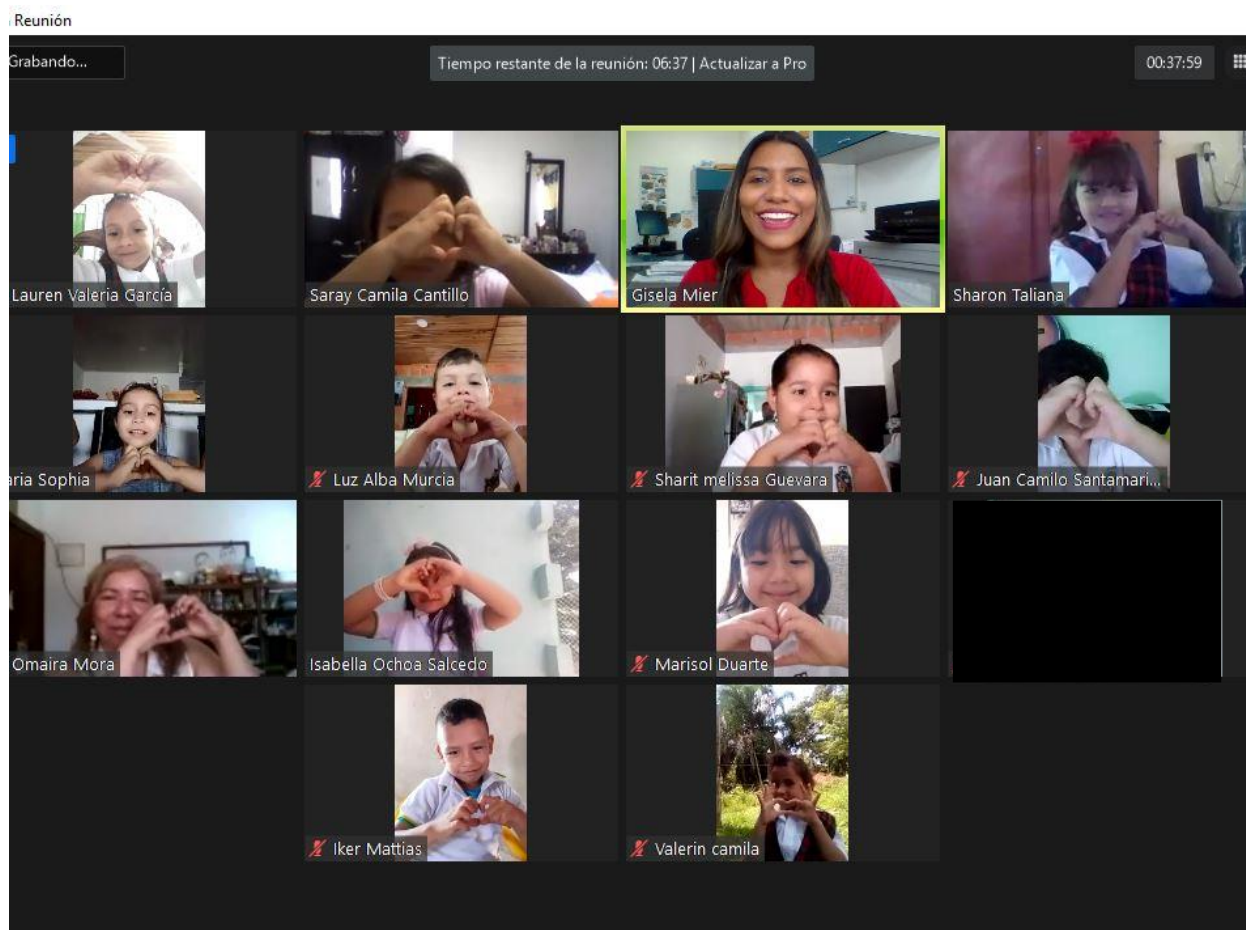 Reunión
Grabando...
Tiempo restante de la reunión: 06:37 | Actualizar a Pro
00:37:59
Lauren Valeria García
Saray Camila Cantillo
Gisela Mier
Sharon Taliana
aria Sophia
Luz Alba Murcia
Sharit melissa Guevara
Juan Camilo Santamari...
Omaira Mora
Isabella Ochoa Salcedo
Marisol Duarte
Iker Mattias
Valerin camila